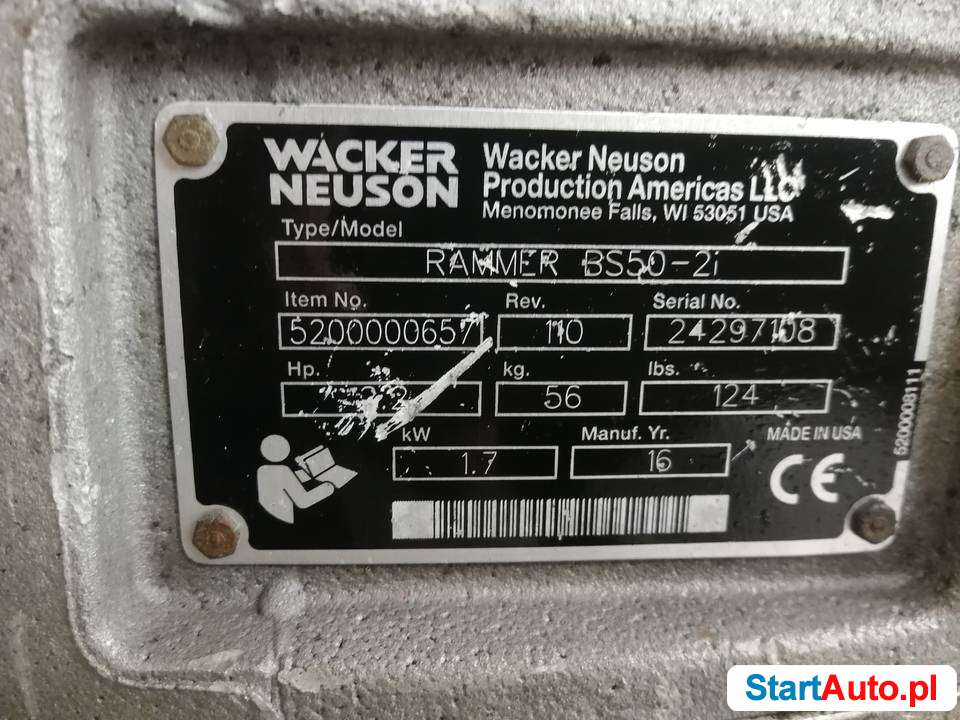 WACKER
NEUSON
Wacker Neuson
Production Americas LLC
Menomonee Falls, WI 53051 USA
Type/Model
RAMMER BS50-2i
Item No. Rev. Serial No.
5200000657 110 24297108
Hp. kg. lbs.
2.2 56 124
kW Manuf. Yr. MADE IN USA
1.7 16
CE
5200008111
StartAuto.pl